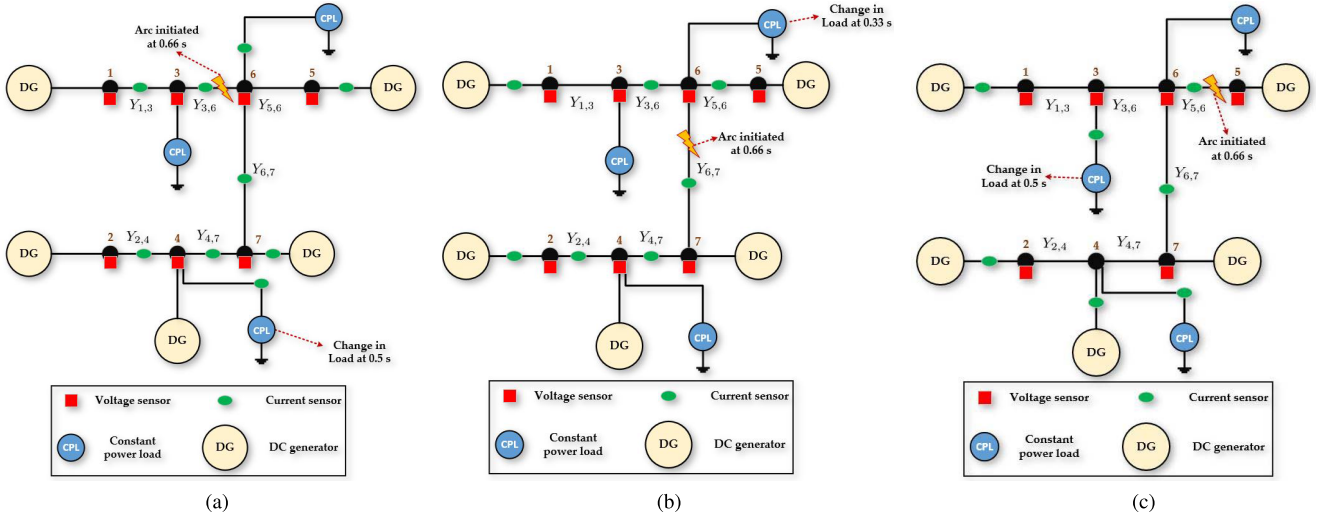 CPL
Arc initiated
at 0.66 s
DG
1
3
6
5
DG
Y1,3
Y3,6
Y5,6
CPL
Y6,7
DG
2
Y2,4
4
Y4,7
7
DG
DG
CPL
Change in
Load at 0.5 s
Voltage sensor
Current sensor
CPL
Constant
power load
DG
DC generator
(a)
CPL
Change in
Load at 0.33 s
DG
1
3
6
5
DG
Y1,3
Y3,6
Y5,6
CPL
Arc initiated
at 0.66 s
Y6,7
DG
2
Y2,4
4
Y4,7
7
DG
DG
CPL
Voltage sensor
Current sensor
CPL
Constant
power load
DG
DC generator
(b)
CPL
DG
1
3
6
5
DG
Y1,3
Y3,6
Y5,6
Arc initiated
at 0.66 s
Change in
Load at 0.5 s
CPL
Y6,7
DG
2
Y2,4
4
Y4,7
7
DG
DG
CPL
Voltage sensor
Current sensor
CPL
Constant
power load
DG
DC generator
(c)